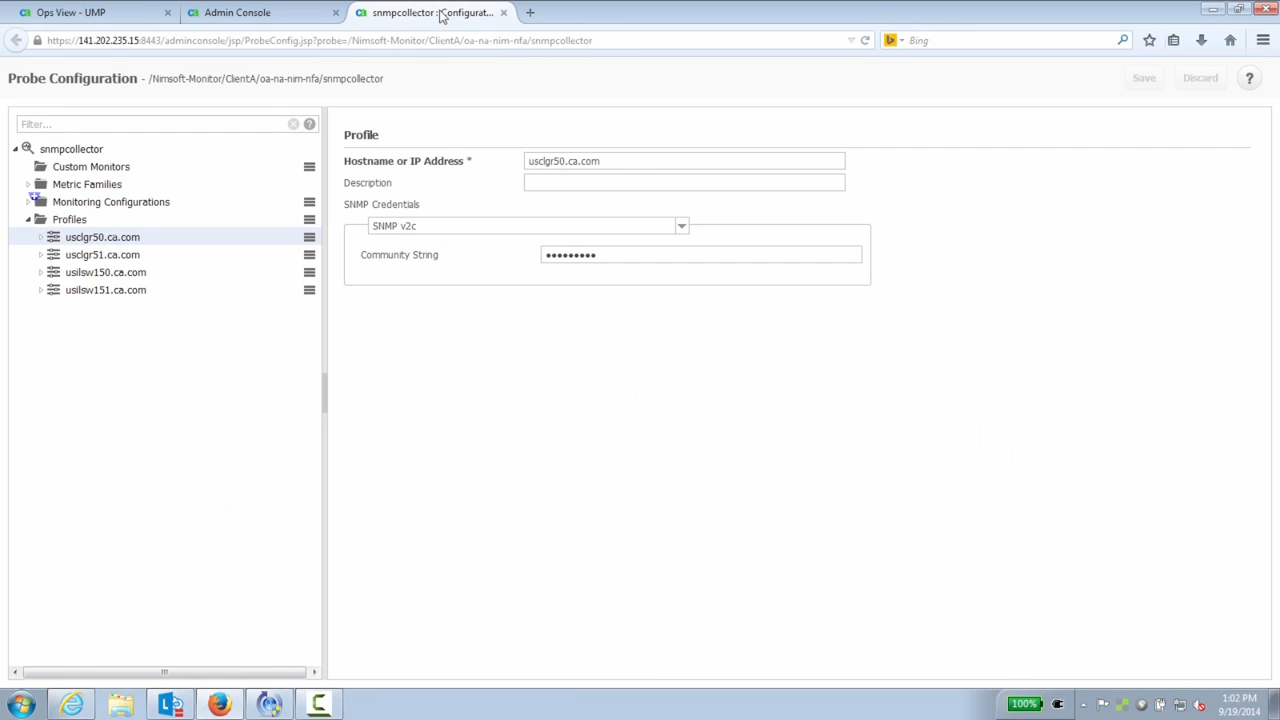 Ops View - UMP
Admin Console
snmpcollector : Configurat...
https://141.202.235.15:8443/adminconsole/jsp/ProbeConfig.jsp?probe=/Nimsoft-Monitor/ClientA/oa-na-nim-nfa/snmpcollector
Bing
Probe Configuration - /Nimsoft-Monitor/ClientA/oa-na-nim-nfa/snmpcollector
Save
Discard
?
Filter...
?
snmpcollector
Custom Monitors
Metric Families
Monitoring Configurations
Profiles
usclgr50.ca.com
usclgr51.ca.com
usilsw150.ca.com
usilsw151.ca.com
Profile
Hostname or IP Address *
usclgr50.ca.com
Description
SNMP Credentials
SNMP v2c
Community String
•••••••••
100%
1:02 PM
9/19/2014